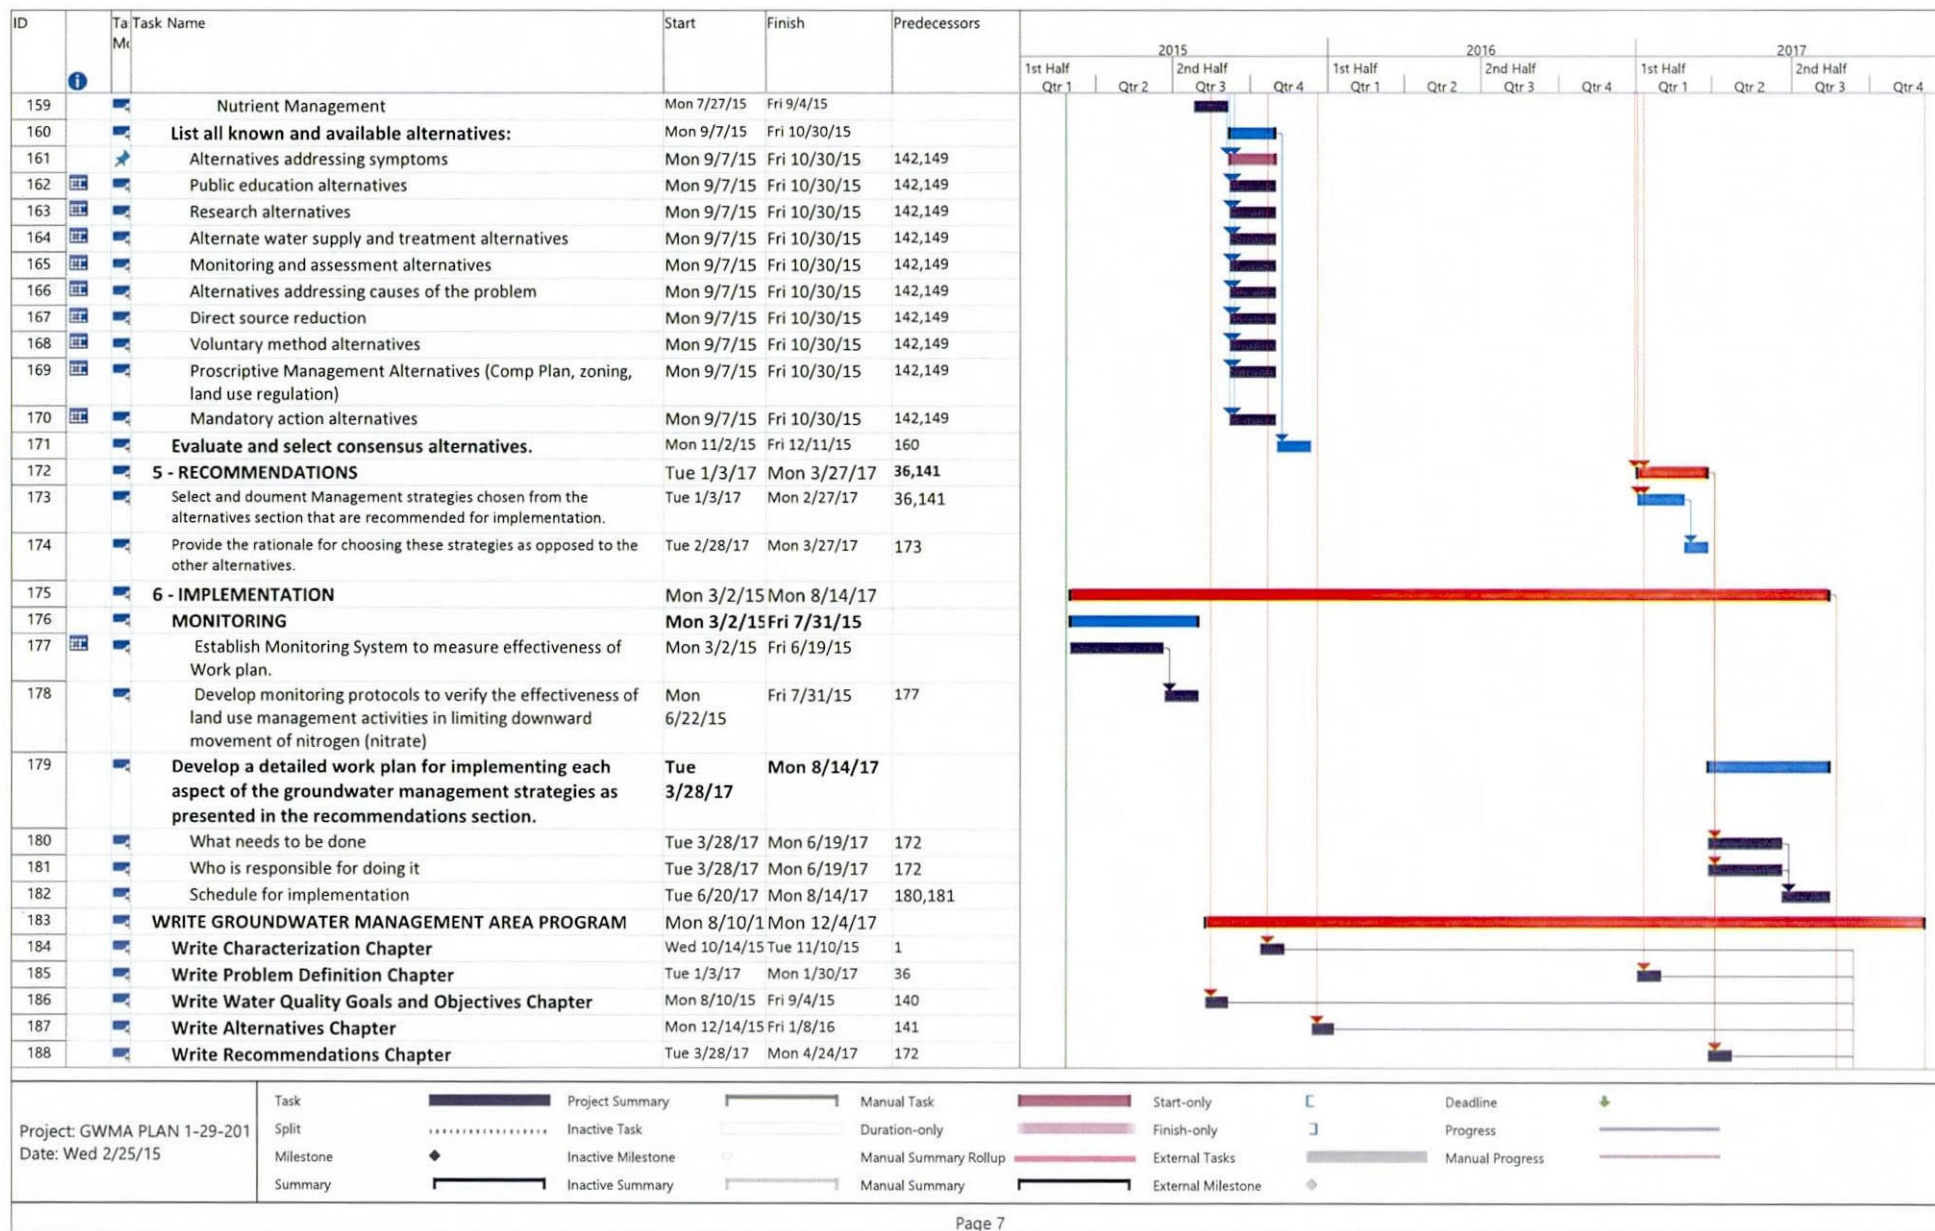 ID Ta Task Name Start Finish Predecessors
Mo
2015 2016 2017
1st Half 2nd Half 1st Half 2nd Half 1st Half 2nd Half
Qtr 1 Qtr 2 Qtr 3 Qtr 4 Qtr 1 Qtr 2 Qtr 3 Qtr 4 Qtr 1 Qtr 2 Qtr 3 Qtr 4
159 Nutrient Management Mon 7/27/15 Fri 9/4/15
160 List all known and available alternatives: Mon 9/7/15 Fri 10/30/15
161 Alternatives addressing symptoms Mon 9/7/15 Fri 10/30/15 142,149
162 Public education alternatives Mon 9/7/15 Fri 10/30/15 142,149
163 Research alternatives Mon 9/7/15 Fri 10/30/15 142,149
164 Alternate water supply and treatment alternatives Mon 9/7/15 Fri 10/30/15 142,149
165 Monitoring and assessment alternatives Mon 9/7/15 Fri 10/30/15 142,149
166 Alternatives addressing causes of the problem Mon 9/7/15 Fri 10/30/15 142,149
167 Direct source reduction Mon 9/7/15 Fri 10/30/15 142,149
168 Voluntary method alternatives Mon 9/7/15 Fri 10/30/15 142,149
169 Proscriptive Management Alternatives (Comp Plan, zoning, Mon 9/7/15 Fri 10/30/15 142,149
land use regulation)
170 Mandatory action alternatives Mon 9/7/15 Fri 10/30/15 142,149
171 Evaluate and select consensus alternatives. Mon 11/2/15 Fri 12/11/15 160
172 5 - RECOMMENDATIONS Tue 1/3/17 Mon 3/27/17 36,141
173 Select and doument Management strategies chosen from the Tue 1/3/17 Mon 2/27/17 36,141
alternatives section that are recommended for implementation.
174 Provide the rationale for choosing these strategies as opposed to the Tue 2/28/17 Mon 3/27/17 173
other alternatives.
175 6 - IMPLEMENTATION Mon 3/2/15 Mon 8/14/17
176 MONITORING Mon 3/2/15 Fri 7/31/15
177 Establish Monitoring System to measure effectiveness of Mon 3/2/15 Fri 6/19/15
Work plan.
178 Develop monitoring protocols to verify the effectiveness of Mon Fri 7/31/15 177
land use management activities in limiting downward 6/22/15
movement of nitrogen (nitrate)
179 Develop a detailed work plan for implementing each Tue Mon 8/14/17
aspect of the groundwater management strategies as 3/28/17
presented in the recommendations section.
180 What needs to be done Tue 3/28/17 Mon 6/19/17 172
181 Who is responsible for doing it Tue 3/28/17 Mon 6/19/17 172
182 Schedule for implementation Tue 6/20/17 Mon 8/14/17 180,181
183 WRITE GROUNDWATER MANAGEMENT AREA PROGRAM Mon 8/10/1 Mon 12/4/17
184 Write Characterization Chapter Wed 10/14/15 Tue 11/10/15 1
185 Write Problem Definition Chapter Tue 1/3/17 Mon 1/30/17 36
186 Write Water Quality Goals and Objectives Chapter Mon 8/10/15 Fri 9/4/15 140
187 Write Alternatives Chapter Mon 12/14/15 Fri 1/8/16 141
188 Write Recommendations Chapter Tue 3/28/17 Mon 4/24/17 172
Project: GWMA PLAN 1-29-201
Date: Wed 2/25/15
Task Project Summary Manual Task Start-only Deadline
Split Inactive Task Duration-only Finish-only Progress
Milestone Inactive Milestone Manual Summary Rollup External Tasks Manual Progress
Summary Inactive Summary Manual Summary External Milestone
Page 7